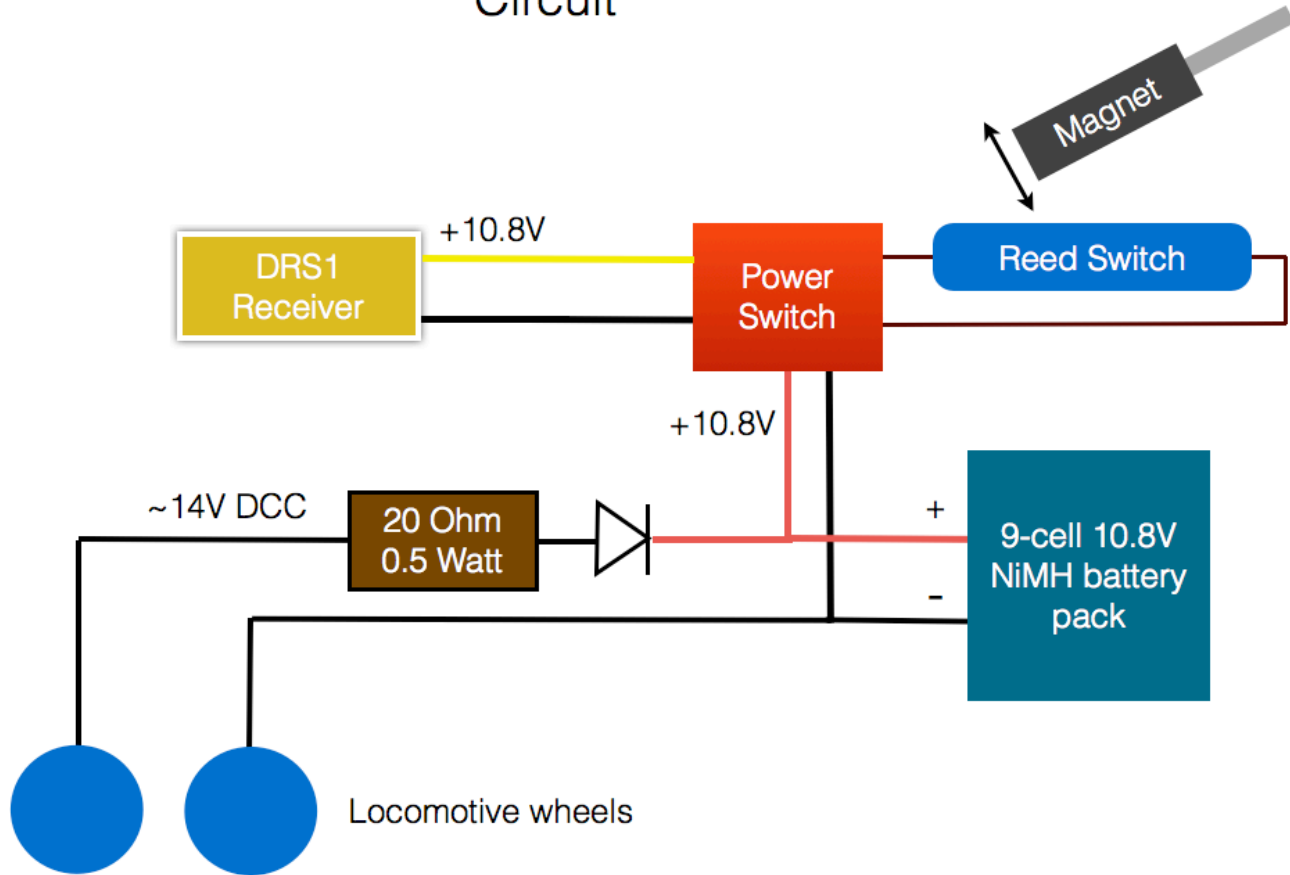 Circuit
Magnet
+10.8V
DRS1
Receiver
Power
Switch
Reed Switch
+10.8V
~14V DCC
20 Ohm
0.5 Watt
+
-
9-cell 10.8V
NiMH battery
pack
Locomotive wheels